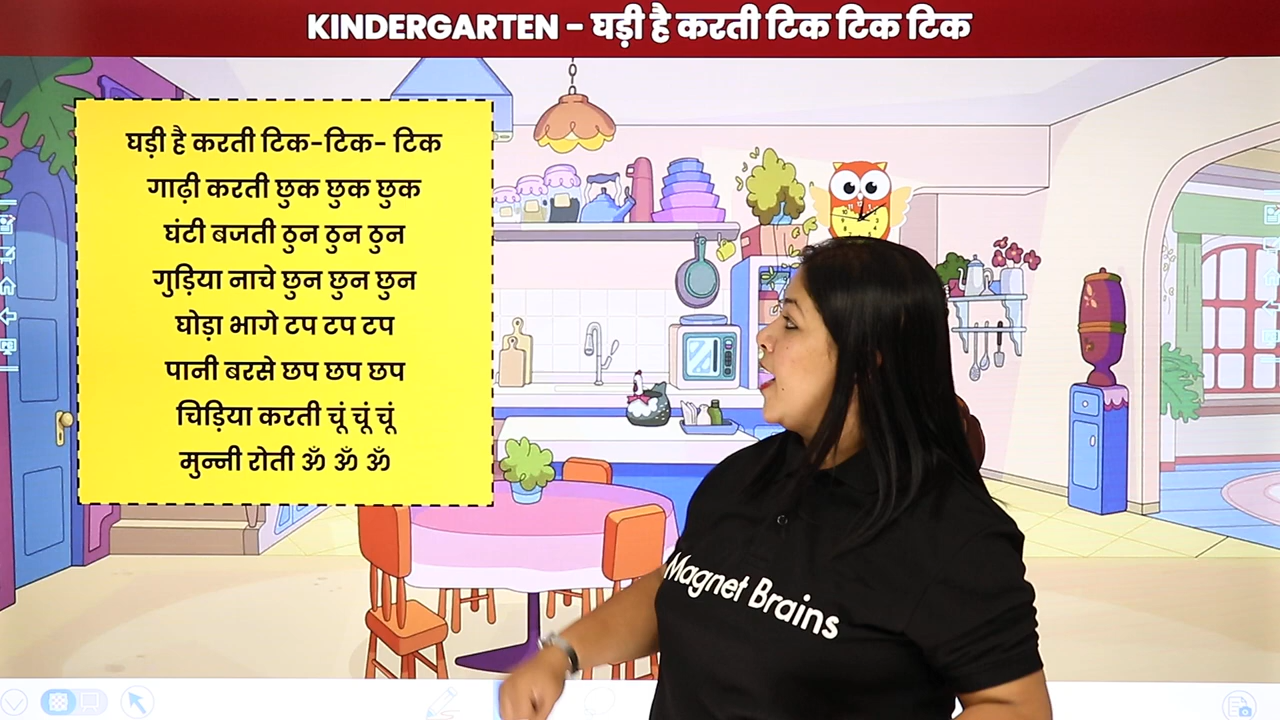 KINDERGARTEN - घड़ी है करती टिक टिक टिक
घड़ी है करती टिक-टिक- टिक
गाढ़ी करती छुक छुक छुक
घंटी बजती ठुन ठुन ठुन
गुड़िया नाचे छुन छुन छुन
घोड़ा भागे टप टप टप
पानी बरसे छप छप छप
चिड़िया करती चूं चूं चूं
मुन्नी रोती ॐ ॐ ॐ
Magnet Brains